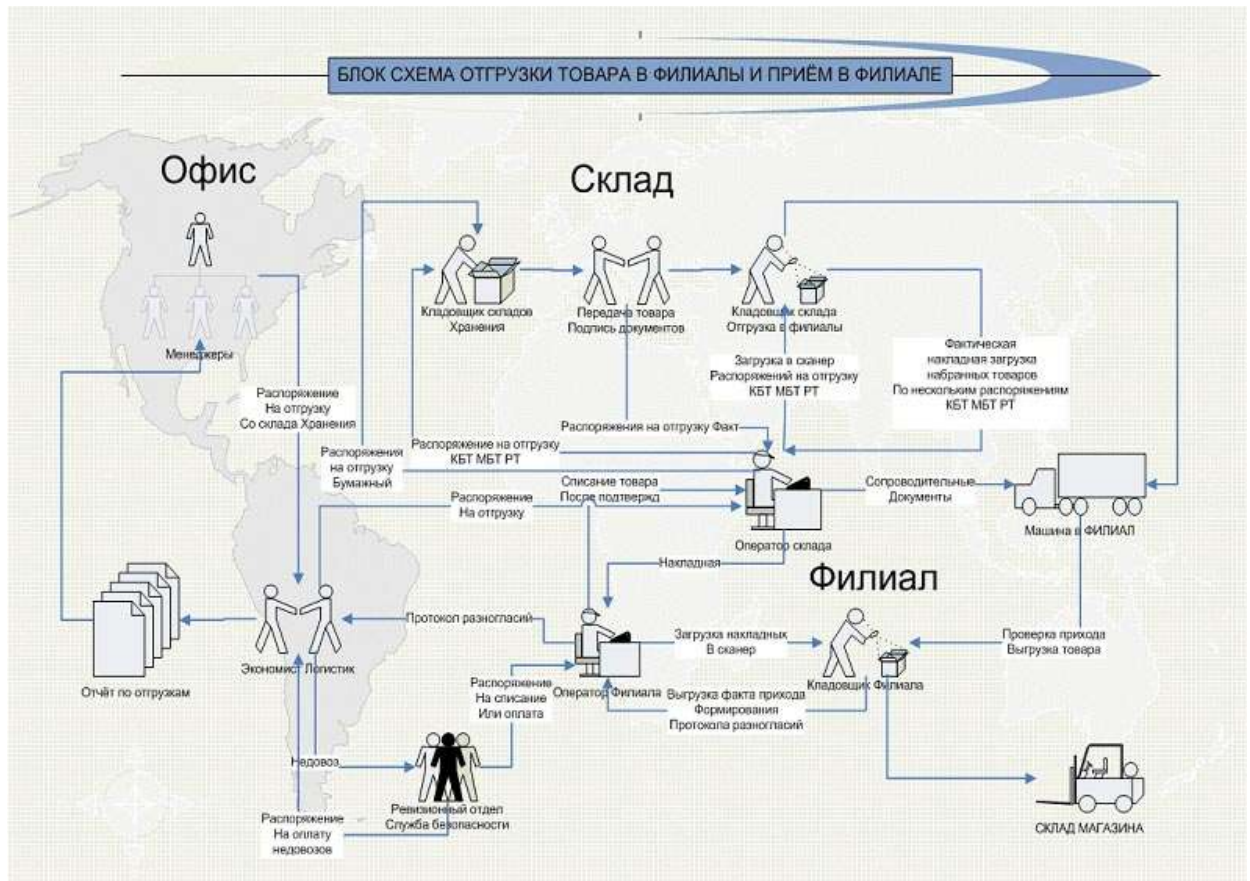 БЛОК СХЕМА ОТГРУЗКИ ТОВАРА В ФИЛИАЛЫ И ПРИЁМ В ФИЛИАЛЕ
Офис
Склад
Кладовщик складов
Хранения
Передача товара
Подпись документов
Кладовщик склада
Отгрузка в филиалы
Менеджеры
Загрузка в сканер
Распоряжений на отгрузку
КБТ МБТ РТ
Фактическая
накладная загрузка
набранных товаров
По нескольким распоряжениям
КБТ МБТ РТ
Распоряжение
На отгрузку
Со склада Хранения
Распоряжения на отгрузку Факт
Распоряжение на отгрузку
КБТ МБТ РТ
Распоряжения
на отгрузку
Бумажный
Списание товара
После подтвержд
Сопроводительные
Документы
Распоряжение
На отгрузку
Оператор склада
Машина в ФИЛИАЛ
Накладная
Филиал
Протокол разногласий
Загрузка накладных
В сканер
Проверка прихода
Выгрузка товара
Экономист Логистик
Отчёт по отгрузкам
Распоряжение
На списание
Или оплата
Оператор Филиала
Выгрузка факта прихода
Формирования
Протокола разногласий
Кладовщик Филиала
Недовоз
Ревизионный отдел
Служба безопасности
Распоряжение
На оплату
недовозов
СКЛАД МАГАЗИНА